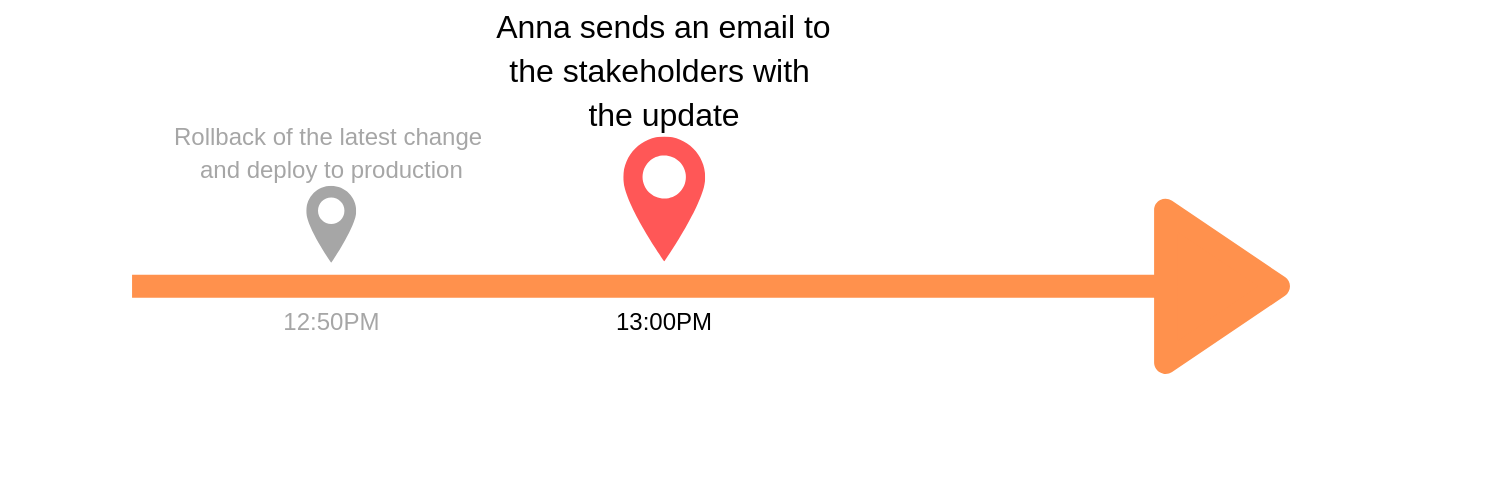 Anna sends an email to
the stakeholders with
the update
Rollback of the latest change
and deploy to production
12:50PM
13:00PM